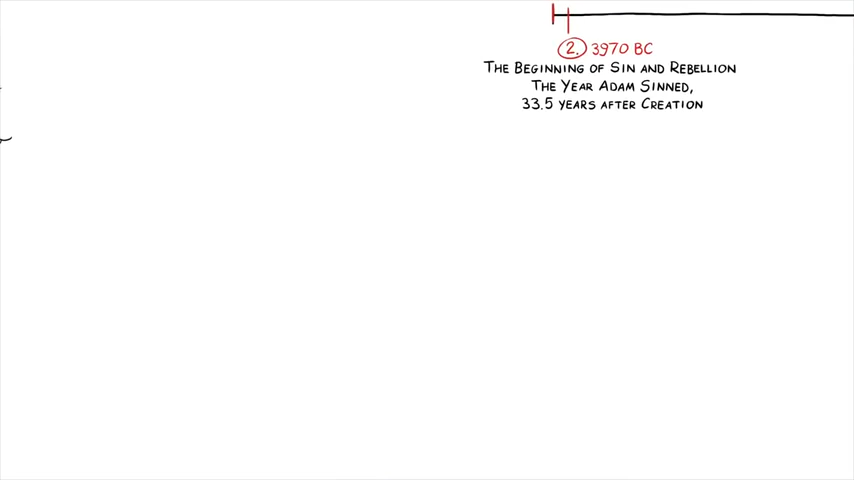 2. 3970 BC
The Beginning of Sin and Rebellion
The Year Adam Sinned,
33.5 years after Creation